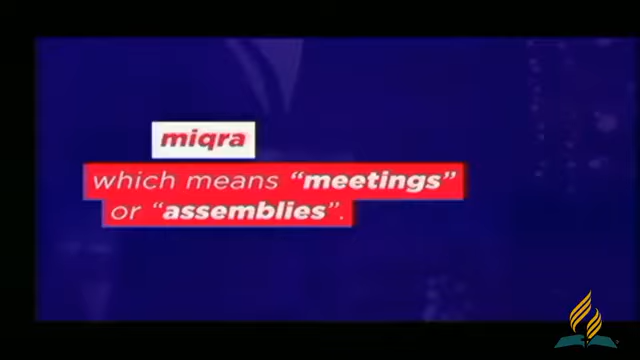 miqra
which means “meetings”
or “assemblies”.